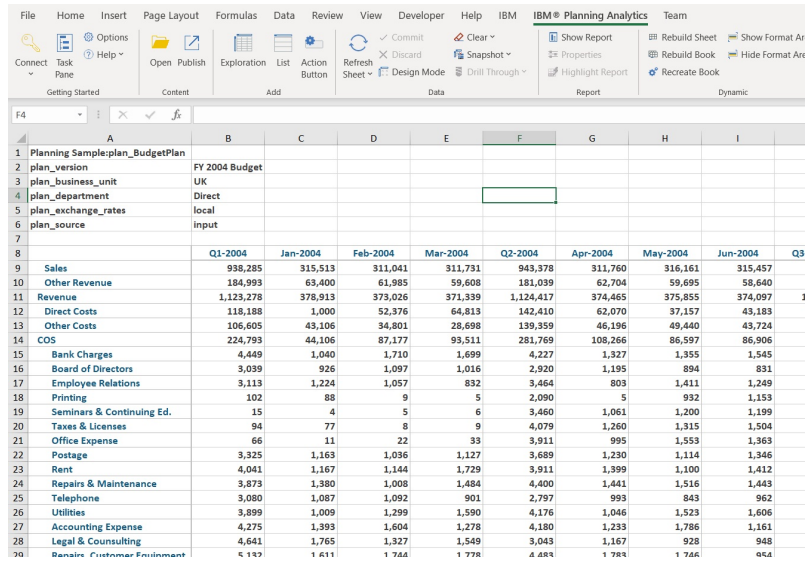 File Home Insert Page Layout Formulas Data Review View Developer Help IBM IBM® Planning Analytics Team
Connect Task Pane Options Help Open Publish Exploration List Action Button Refresh Sheet Commit Discard Design Mode Clear Snapshot Drill Through Show Report Properties Highlight Report Rebuild Sheet Rebuild Book Recreate Book Show Format Are Hide Format Are
Getting Started Content Add Data Report Dynamic
F4 fx
A B C D E F G H I
1 Planning Sample:plan_BudgetPlan
2 plan_version FY 2004 Budget
3 plan_business_unit UK
4 plan_department Direct
5 plan_exchange_rates local
6 plan_source input
7
8 Q1-2004 Jan-2004 Feb-2004 Mar-2004 Q2-2004 Apr-2004 May-2004 Jun-2004 Q3
9 Sales 938,285 315,513 311,041 311,731 943,378 311,760 316,161 315,457
10 Other Revenue 184,993 63,400 61,985 59,608 181,039 62,704 59,695 58,640
11 Revenue 1,123,278 378,913 373,026 371,339 1,124,417 374,465 375,855 374,097 1
12 Direct Costs 118,188 1,000 52,376 64,813 142,410 62,070 37,157 43,183
13 Other Costs 106,605 43,106 34,801 28,698 139,359 46,196 49,440 43,724
14 COS 224,793 44,106 87,177 93,511 281,769 108,266 86,597 86,906
15 Bank Charges 4,449 1,040 1,710 1,699 4,227 1,327 1,355 1,545
16 Board of Directors 3,039 926 1,097 1,016 2,920 1,195 894 831
17 Employee Relations 3,113 1,224 1,057 832 3,464 803 1,411 1,249
18 Printing 102 88 9 5 2,090 5 932 1,153
19 Seminars & Continuing Ed. 15 4 5 6 3,460 1,061 1,200 1,199
20 Taxes & Licenses 94 77 8 9 4,079 1,260 1,315 1,504
21 Office Expense 66 11 22 33 3,911 995 1,553 1,363
22 Postage 3,325 1,163 1,036 1,127 3,689 1,230 1,114 1,346
23 Rent 4,041 1,167 1,144 1,729 3,911 1,399 1,100 1,412
24 Repairs & Maintenance 3,873 1,380 1,008 1,484 4,400 1,441 1,516 1,443
25 Telephone 3,080 1,087 1,092 901 2,797 993 843 962
26 Utilities 3,899 1,009 1,299 1,590 4,176 1,046 1,523 1,606
27 Accounting Expense 4,275 1,393 1,604 1,278 4,180 1,233 1,786 1,161
28 Legal & Counsulting 4,641 1,765 1,327 1,549 3,043 1,167 928 948
29 Repairs, Customer Equipment 5,132 1,611 1,744 1,778 4,483 1,783 1,746 954